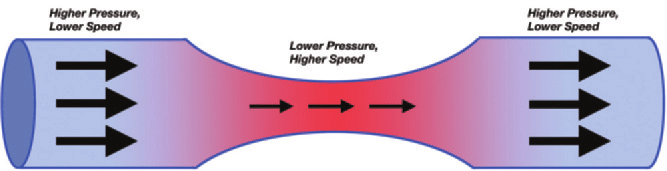 Higher Pressure,
Lower Speed
Lower Pressure,
Higher Speed
Higher Pressure,
Lower Speed